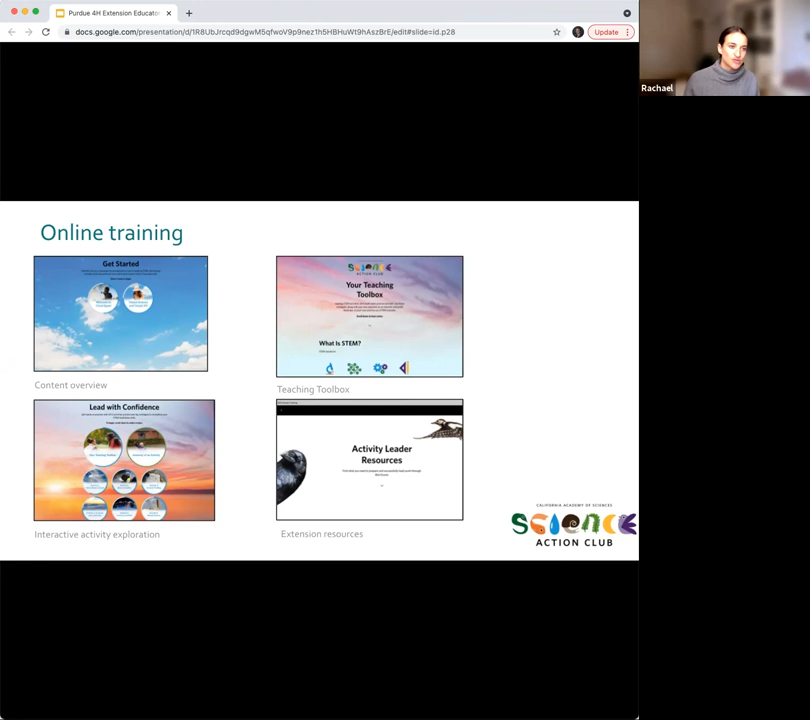 Purdue 4H Extension Educator
docs.google.com/presentation/d/1R8UbJrcqd9dgwM5qfwoV9p9nez1h5HBHuWt9hAszBrE/edit#slide=id.p28
Update
Rachael
Online training
Get Started
Content overview
SCIENCE
ACTION CLUB
Your Teaching
Toolbox
What Is STEM?
Teaching Toolbox
Lead with Confidence
Interactive activity exploration
Activity Leader
Resources
Extension resources
CALIFORNIA ACADEMY OF SCIENCES
SCIENCE
ACTION CLUB